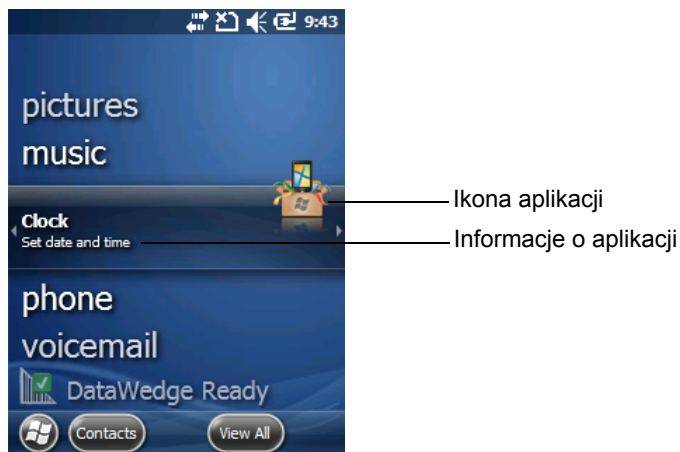 9:43
pictures
music
Ikona aplikacji
Clock
Set date and time
Informacje o aplikacji
phone
voicemail
DataWedge Ready
Contacts
View All